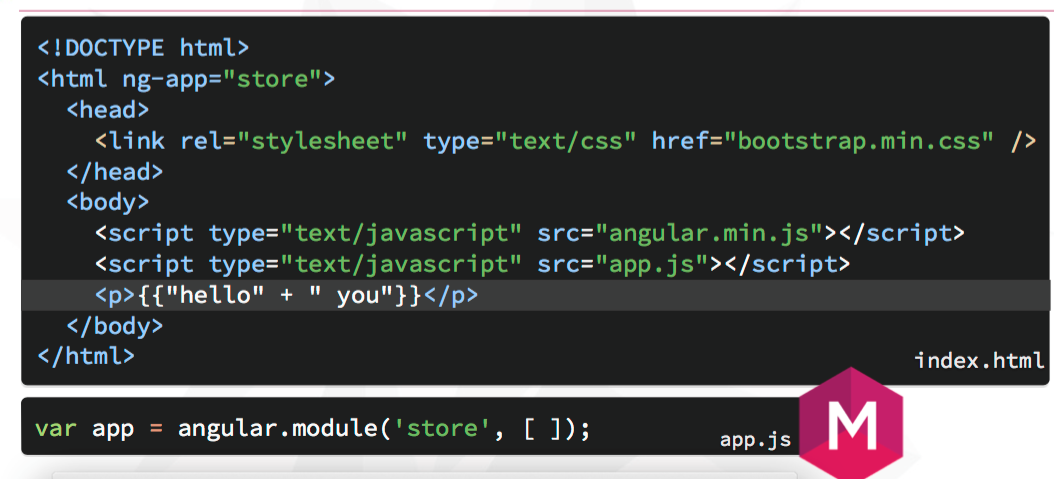 <!DOCTYPE html>
<html ng-app="store">
<head>
<link rel="stylesheet" type="text/css" href="bootstrap.min.css" />
</head>
<body>
<script type="text/javascript" src="angular.min.js"></script>
<script type="text/javascript" src="app.js"></script>
<p>{{"hello" + " you"}}</p>
</body>
</html>
index.html
var app = angular.module('store', [ ]);
app.js
M